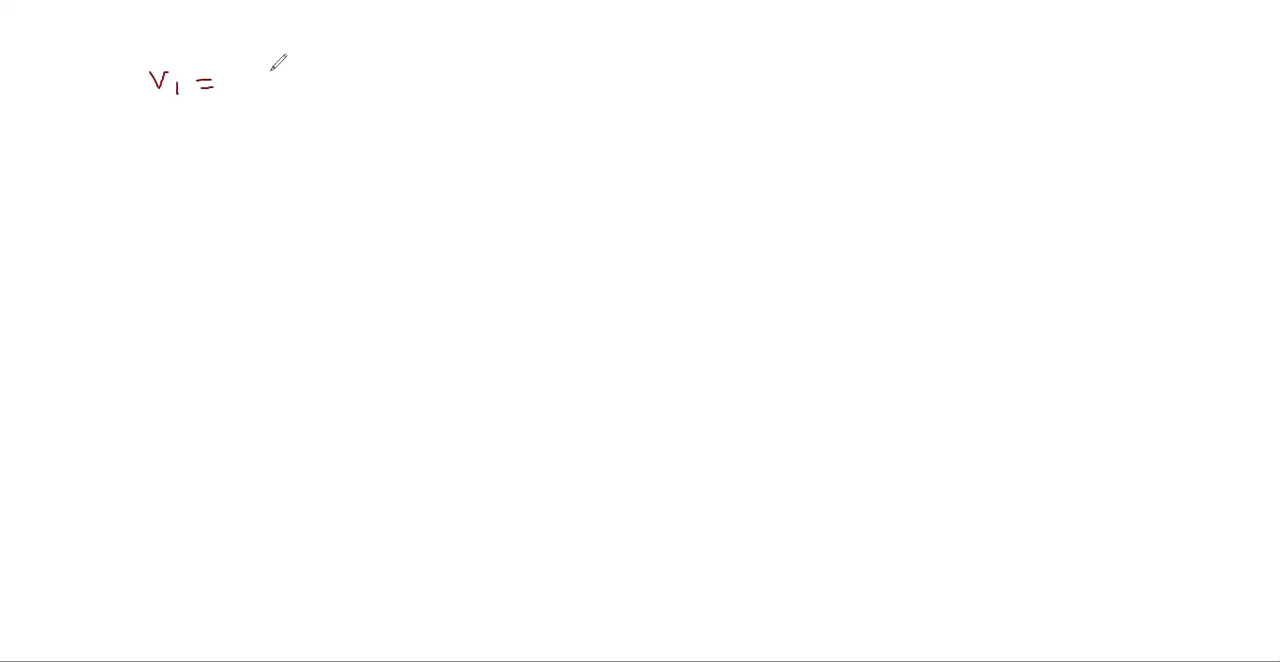 V₁ =